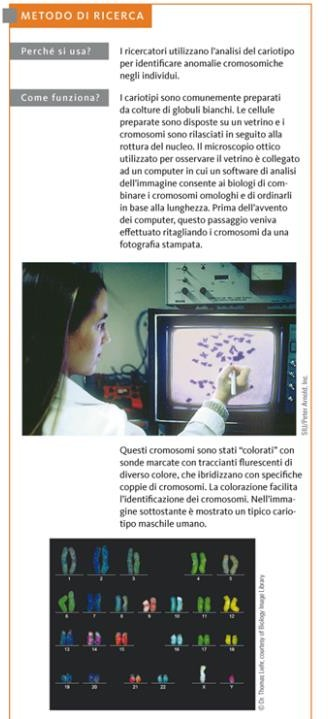 METODO DI RICERCA
Perché si usa?
I ricercatori utilizzano l'analisi del cariotipo
per identificare anomalie cromosomiche
negli individui.
Come funziona?
I cariotipi sono comunemente preparati
da colture di globuli bianchi. Le cellule
preparate sono disposte su un vetrino e i
cromosomi sono rilasciati in seguito alla
rottura del nucleo. Il microscopio ottico
utilizzato per osservare il vetrino è collegato
ad un computer in cui un software di analisi
dell'immagine consente ai biologi di com-
binare i cromosomi omologhi e di ordinarli
in base alla lunghezza. Prima dell'avvento
dei computer, questo passaggio veniva
effettuato ritagliando i cromosomi da una
fotografia stampata.
SIU/Peter Arnold, Inc.
Questi cromosomi sono stati "colorati" con
sonde marcate con traccianti flurescenti di
diverso colore, che ibridizzano con specifiche
coppie di cromosomi. La colorazione facilita
l'identificazione dei cromosomi. Nell'imma-
gine sottostante è mostrato un tipico cario-
tipo maschile umano.
1 2 3 4 5
6 7 8 9 10 11 12
13 14 15 16 17 18
19 20 21 22 X Y
© Dr. Thomas Liehr, courtesy of Biology Image Library